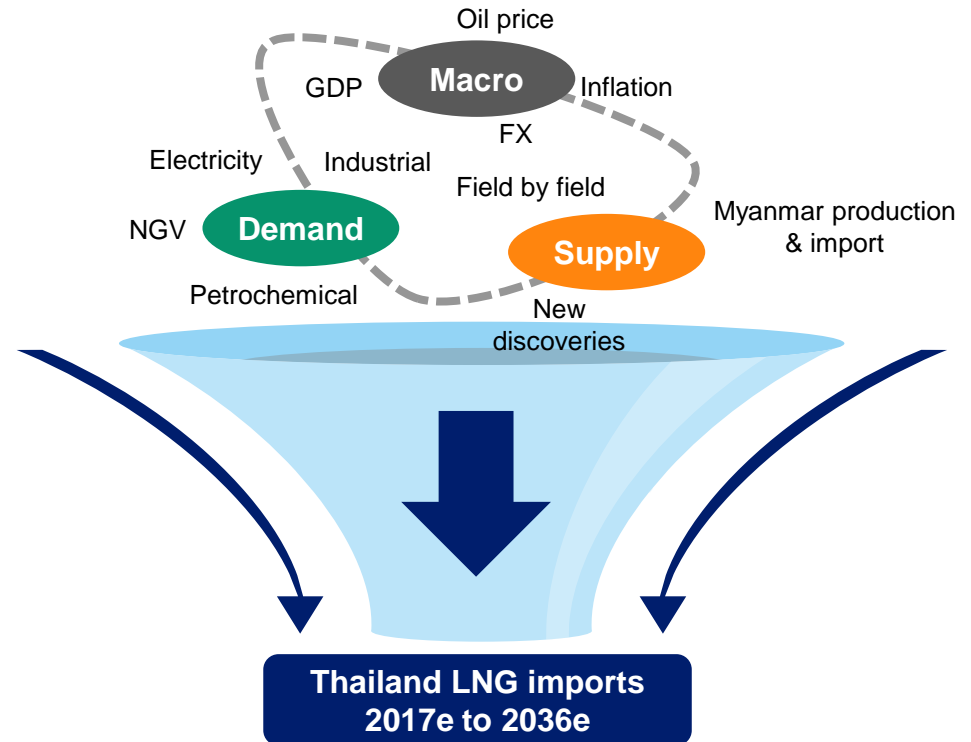 Oil price
Macro
GDP
Inflation
FX
Electricity
Industrial
Field by field
NGV
Demand
Supply
Myanmar production
& import
Petrochemical
New
discoveries
Thailand LNG imports
2017e to 2036e